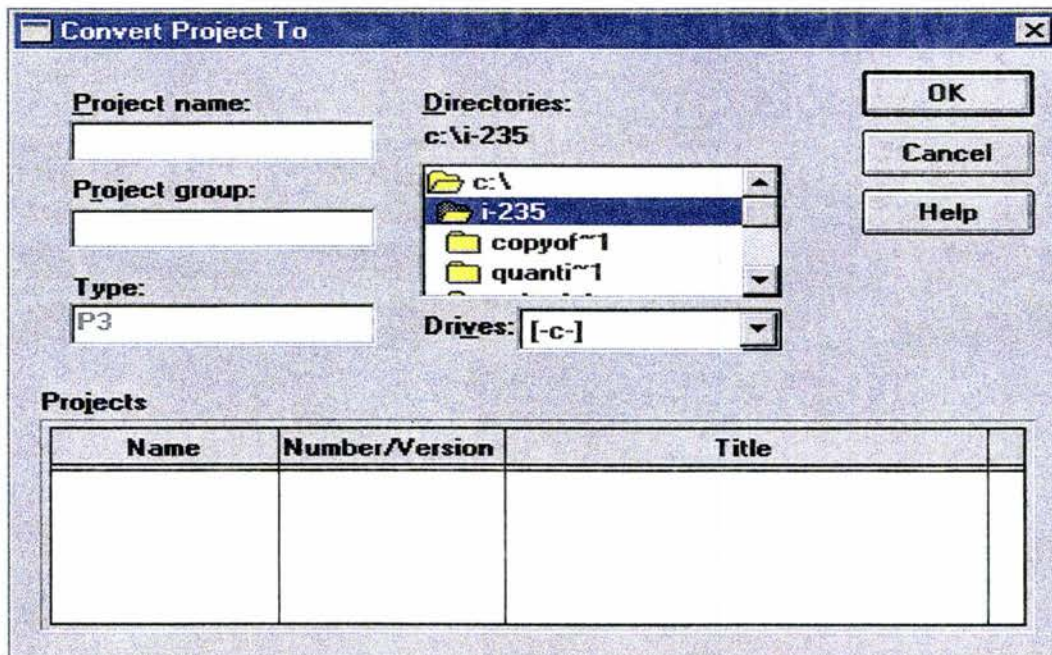 Convert Project To
Project name:
Project group:
Type:
P3
Directories:
c:\i-235
c:\
i-235
copyof~1
quanti~1
Drives: [-c-]
OK
Cancel
Help
Projects
Name Number/Version Title